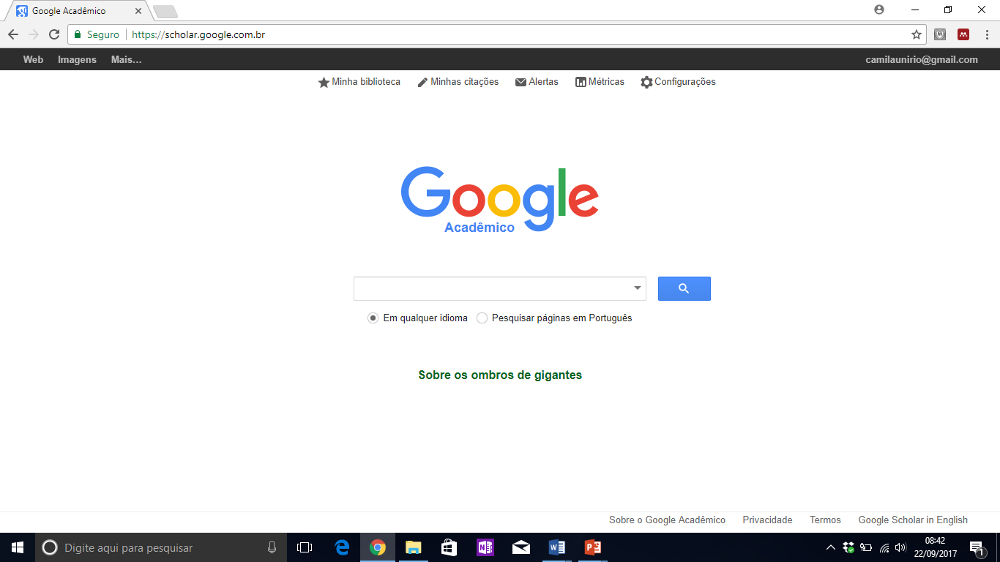 Google Acadêmico
Seguro https://scholar.google.com.br
Web Imagens Mais... camilaunirio@gmail.com
Minha biblioteca Minhas citações Alertas Métricas Configurações
Google
Acadêmico
Em qualquer idioma Pesquisar páginas em Português
Sobre os ombros de gigantes
Sobre o Google Acadêmico Privacidade Termos Google Scholar in English
Digite aqui para pesquisar
08:42
22/09/2017
1